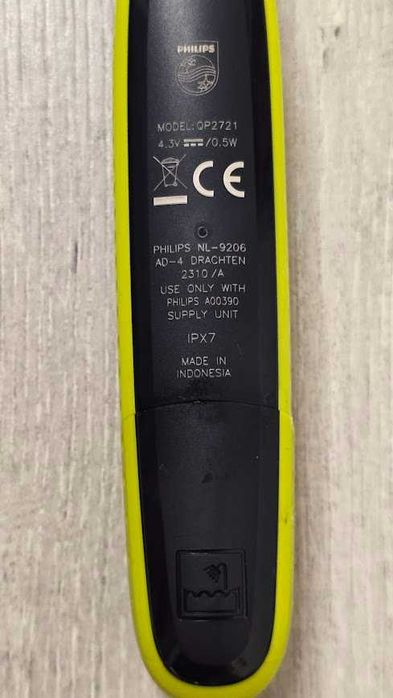 PHILIPS
MODEL: QP2721
4.3V ⎓ /0.5W
CE
PHILIPS NL-9206
AD-4 DRACHTEN
2310 /A
USE ONLY WITH
PHILIPS A00390
SUPPLY UNIT
IPX7
MADE IN
INDONESIA